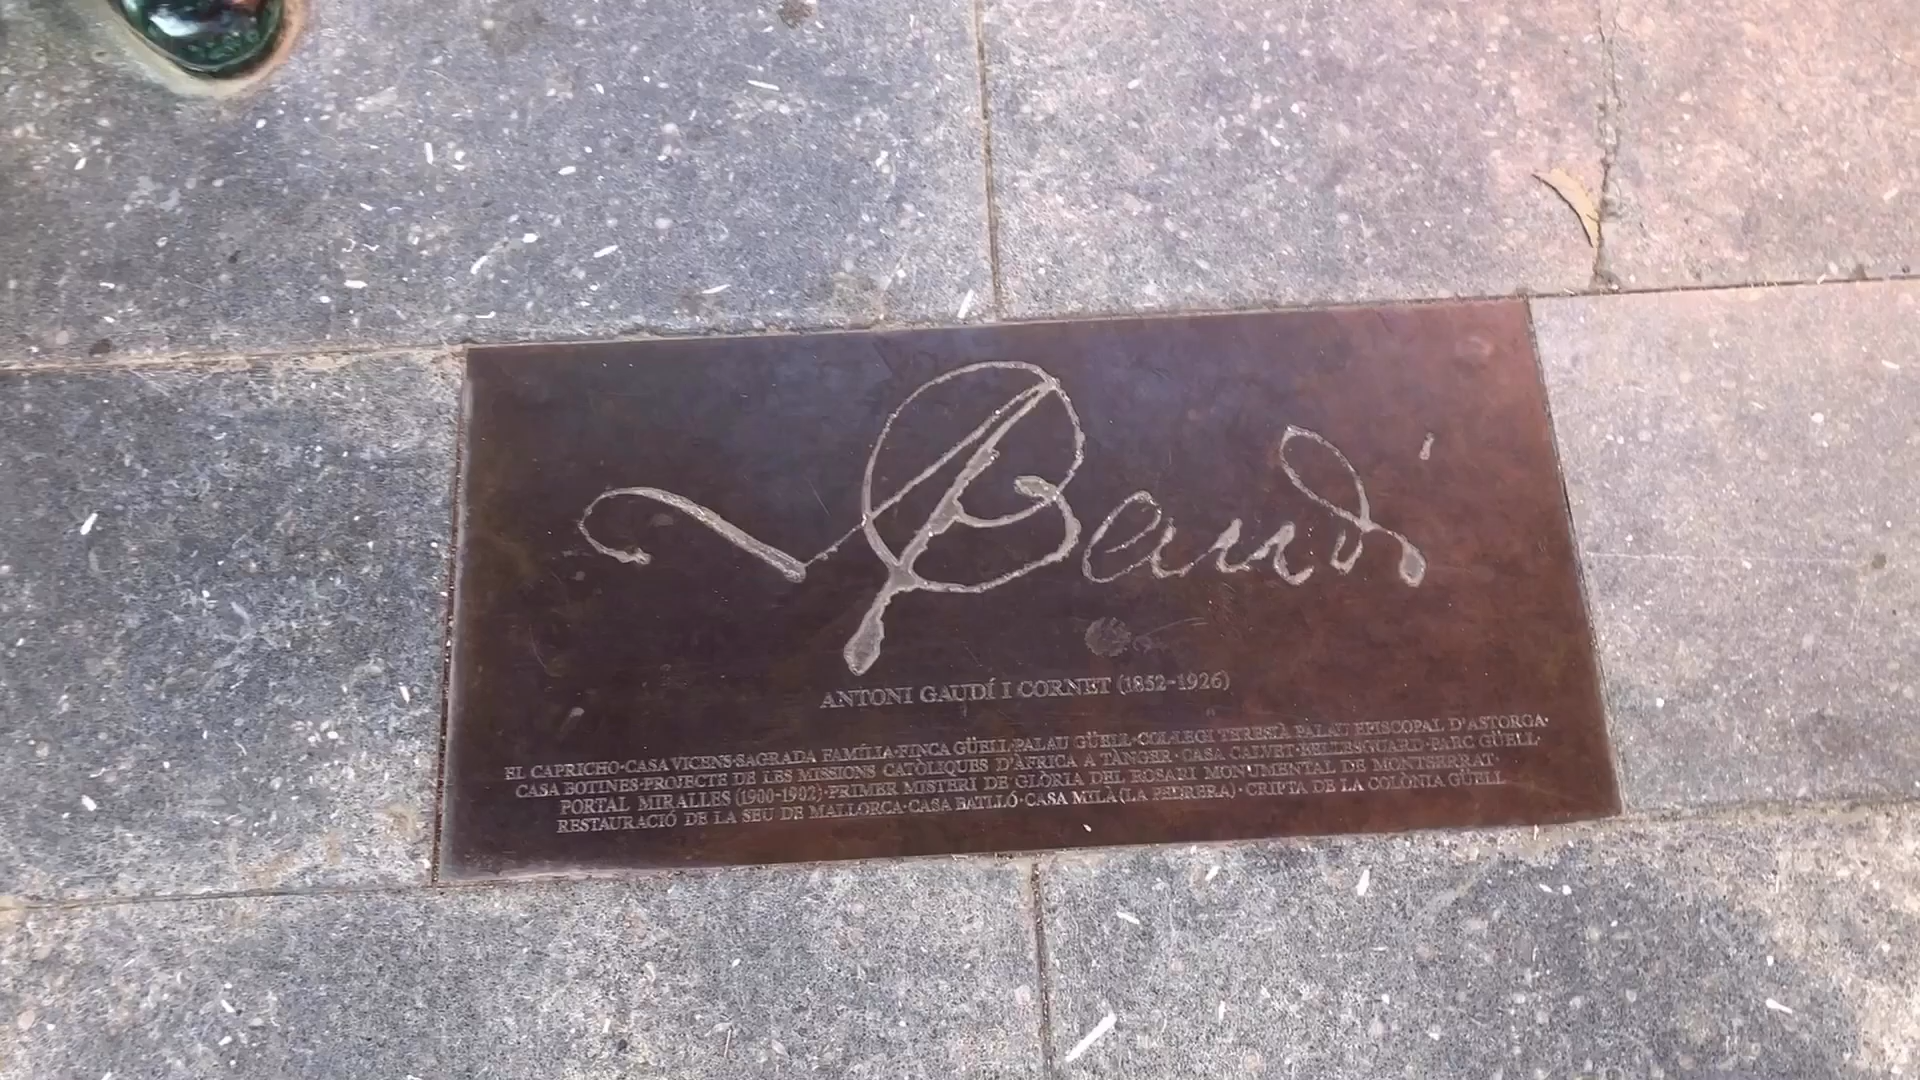 Gaudí
ANTONI GAUDÍ I CORNET (1852-1926)
EL CAPRICHO·CASA VICENS·SAGRADA FAMÍLIA·FINCA GÜELL·PALAU GÜELL·COL·LEGI TERESIÀ PALAU EPISCOPAL D'ASTORGA·
CASA BOTINES·PROJECTE DE LES MISSIONS CATÒLIQUES D'ÀFRICA A TÀNGER·CASA CALVET·BELLESGUARD·PARC GÜELL·
PORTAL MIRALLES (1900-1902)·PRIMER MISTERI DE GLÒRIA DEL ROSARI MONUMENTAL DE MONTSERRAT·
RESTAURACIÓ DE LA SEU DE MALLORCA·CASA BATLLÓ·CASA MILÀ (LA PEDRERA)·CRIPTA DE LA COLÒNIA GÜELL